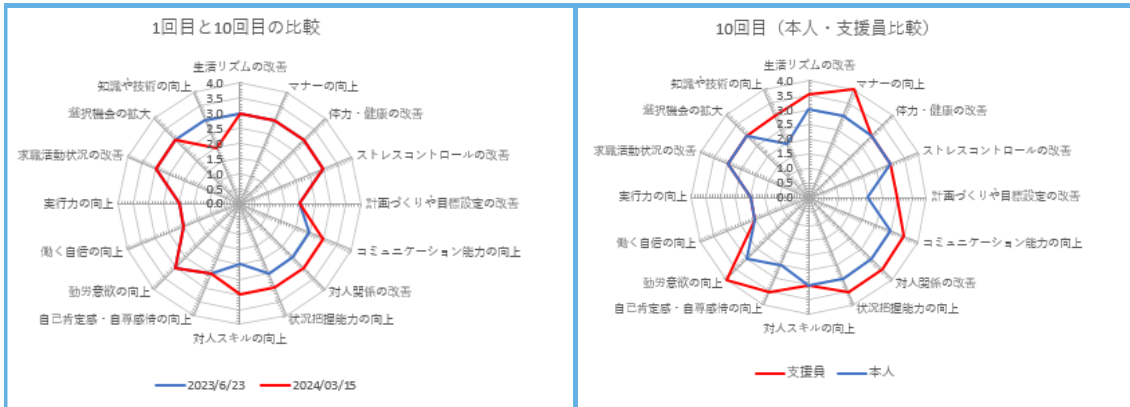 1回目と10回目の比較
生活リズムの改善
マナーの向上
体力・健康の改善
ストレスコントロールの改善
計画づくりや目標設定の改善
コミュニケーション能力の向上
対人関係の改善
状況把握能力の向上
対人スキルの向上
自己肯定感・自尊感情の向上
勤労意欲の向上
働く自信の向上
実行力の向上
求職活動状況の改善
選択機会の拡大
知識や技術の向上
4.0
3.5
3.0
2.5
2.0
1.5
1.0
0.5
0.0
2023/6/23
2024/03/15
10回目（本人・支援員比較）
生活リズムの改善
マナーの向上
体力・健康の改善
ストレスコントロールの改善
計画づくりや目標設定の改善
コミュニケーション能力の向上
対人関係の改善
状況把握能力の向上
対人スキルの向上
自己肯定感・自尊感情の向上
勤労意欲の向上
働く自信の向上
実行力の向上
求職活動状況の改善
選択機会の拡大
知識や技術の向上
4.0
3.5
3.0
2.5
2.0
1.5
1.0
0.5
0.0
支援員
本人